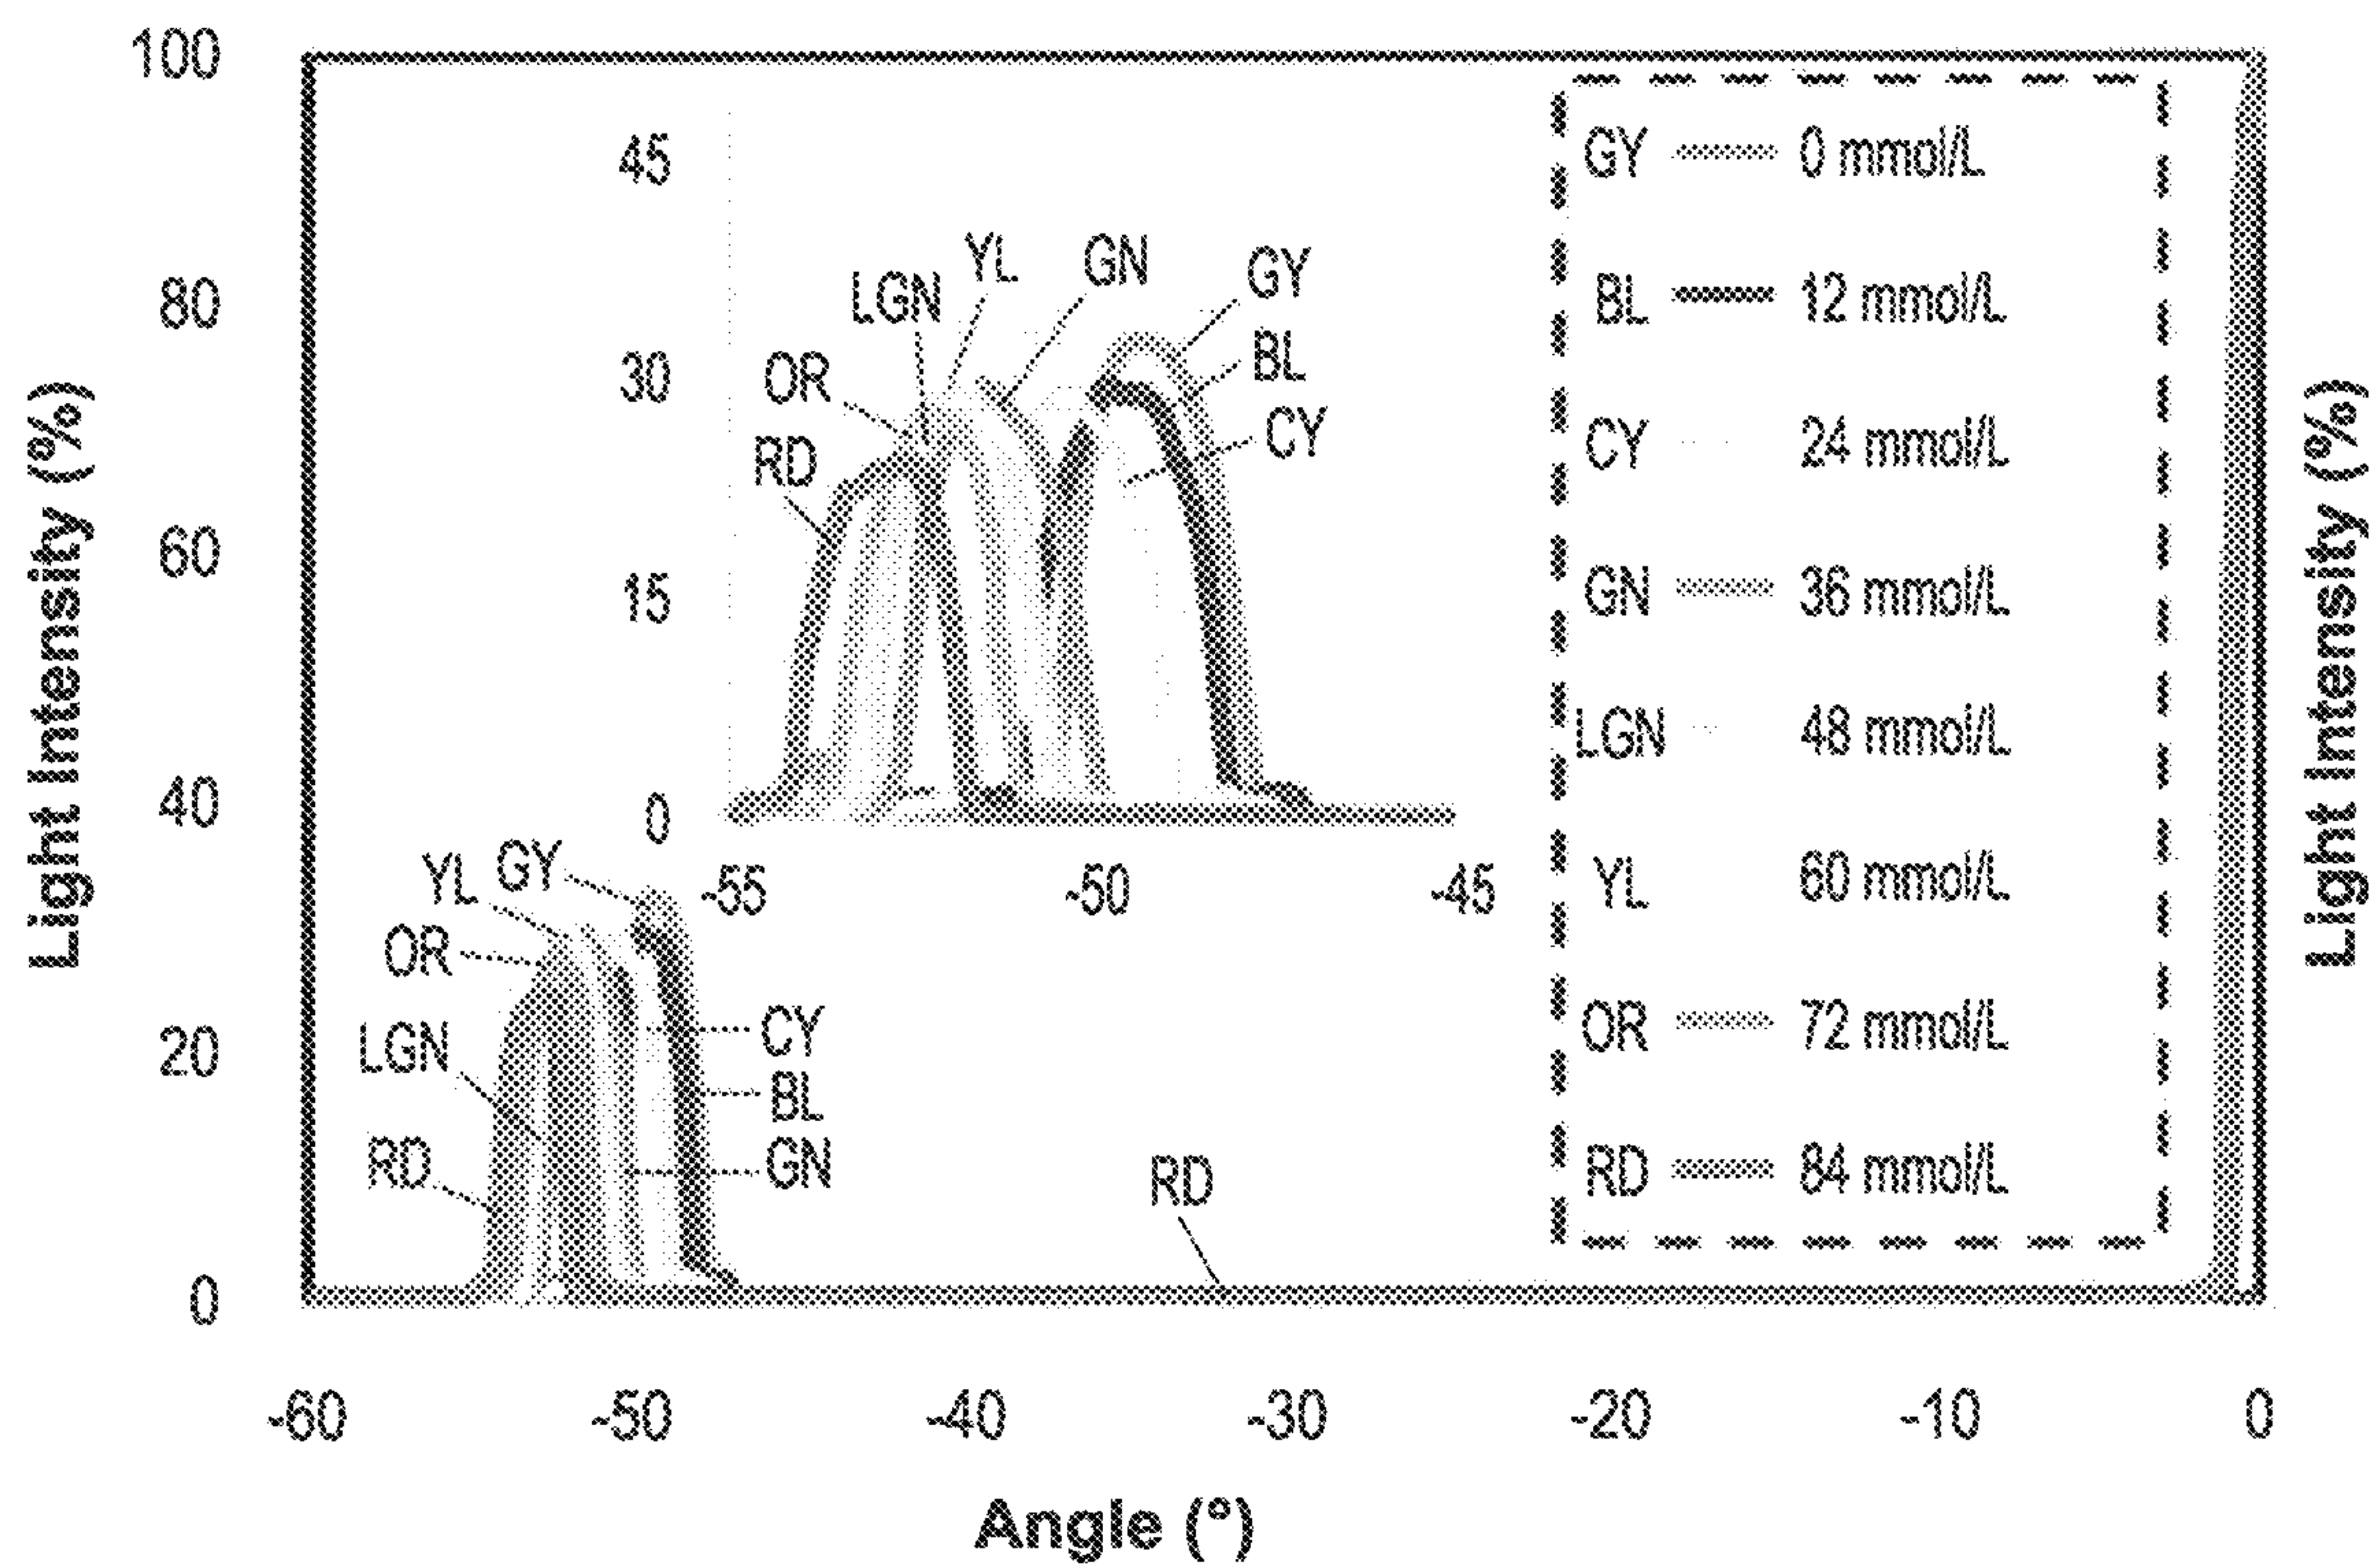 100
80
60
40
20
0
Light Intensity (%)
45
30
15
0
-55
-50
-45
YL
GN
GY
LGN
BL
OR
CY
RD
GY 0 mmol/L
BL 12 mmol/L
CY 24 mmol/L
GN 36 mmol/L
LGN 48 mmol/L
YL 60 mmol/L
OR 72 mmol/L
RD 84 mmol/L
Light Intensity (%)
YL
GY
OR
CY
LGN
BL
RD
GN
RD
-60
-50
-40
-30
-20
-10
0
Angle (°)